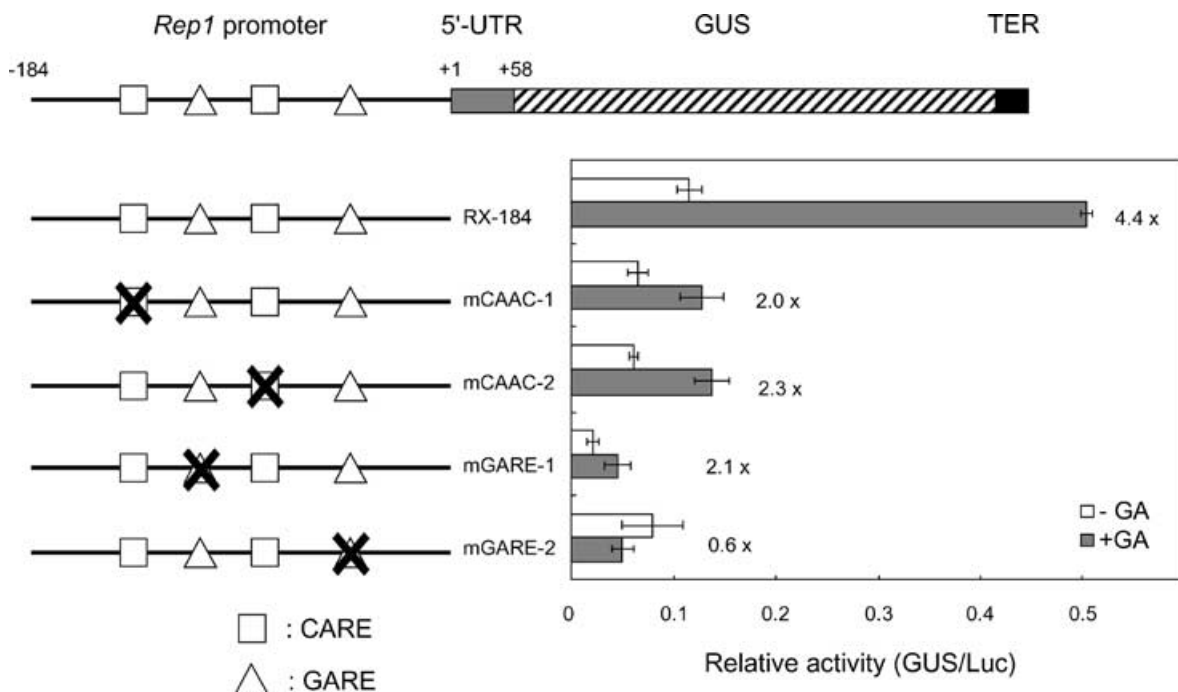 Rep1 promoter 5'-UTR GUS TER
-184 +1 +58
RX-184 4.4 x
mCAAC-1 2.0 x
mCAAC-2 2.3 x
mGARE-1 2.1 x
mGARE-2 0.6 x
- GA
+GA
0 0.1 0.2 0.3 0.4 0.5
Relative activity (GUS/Luc)
: CARE
: GARE